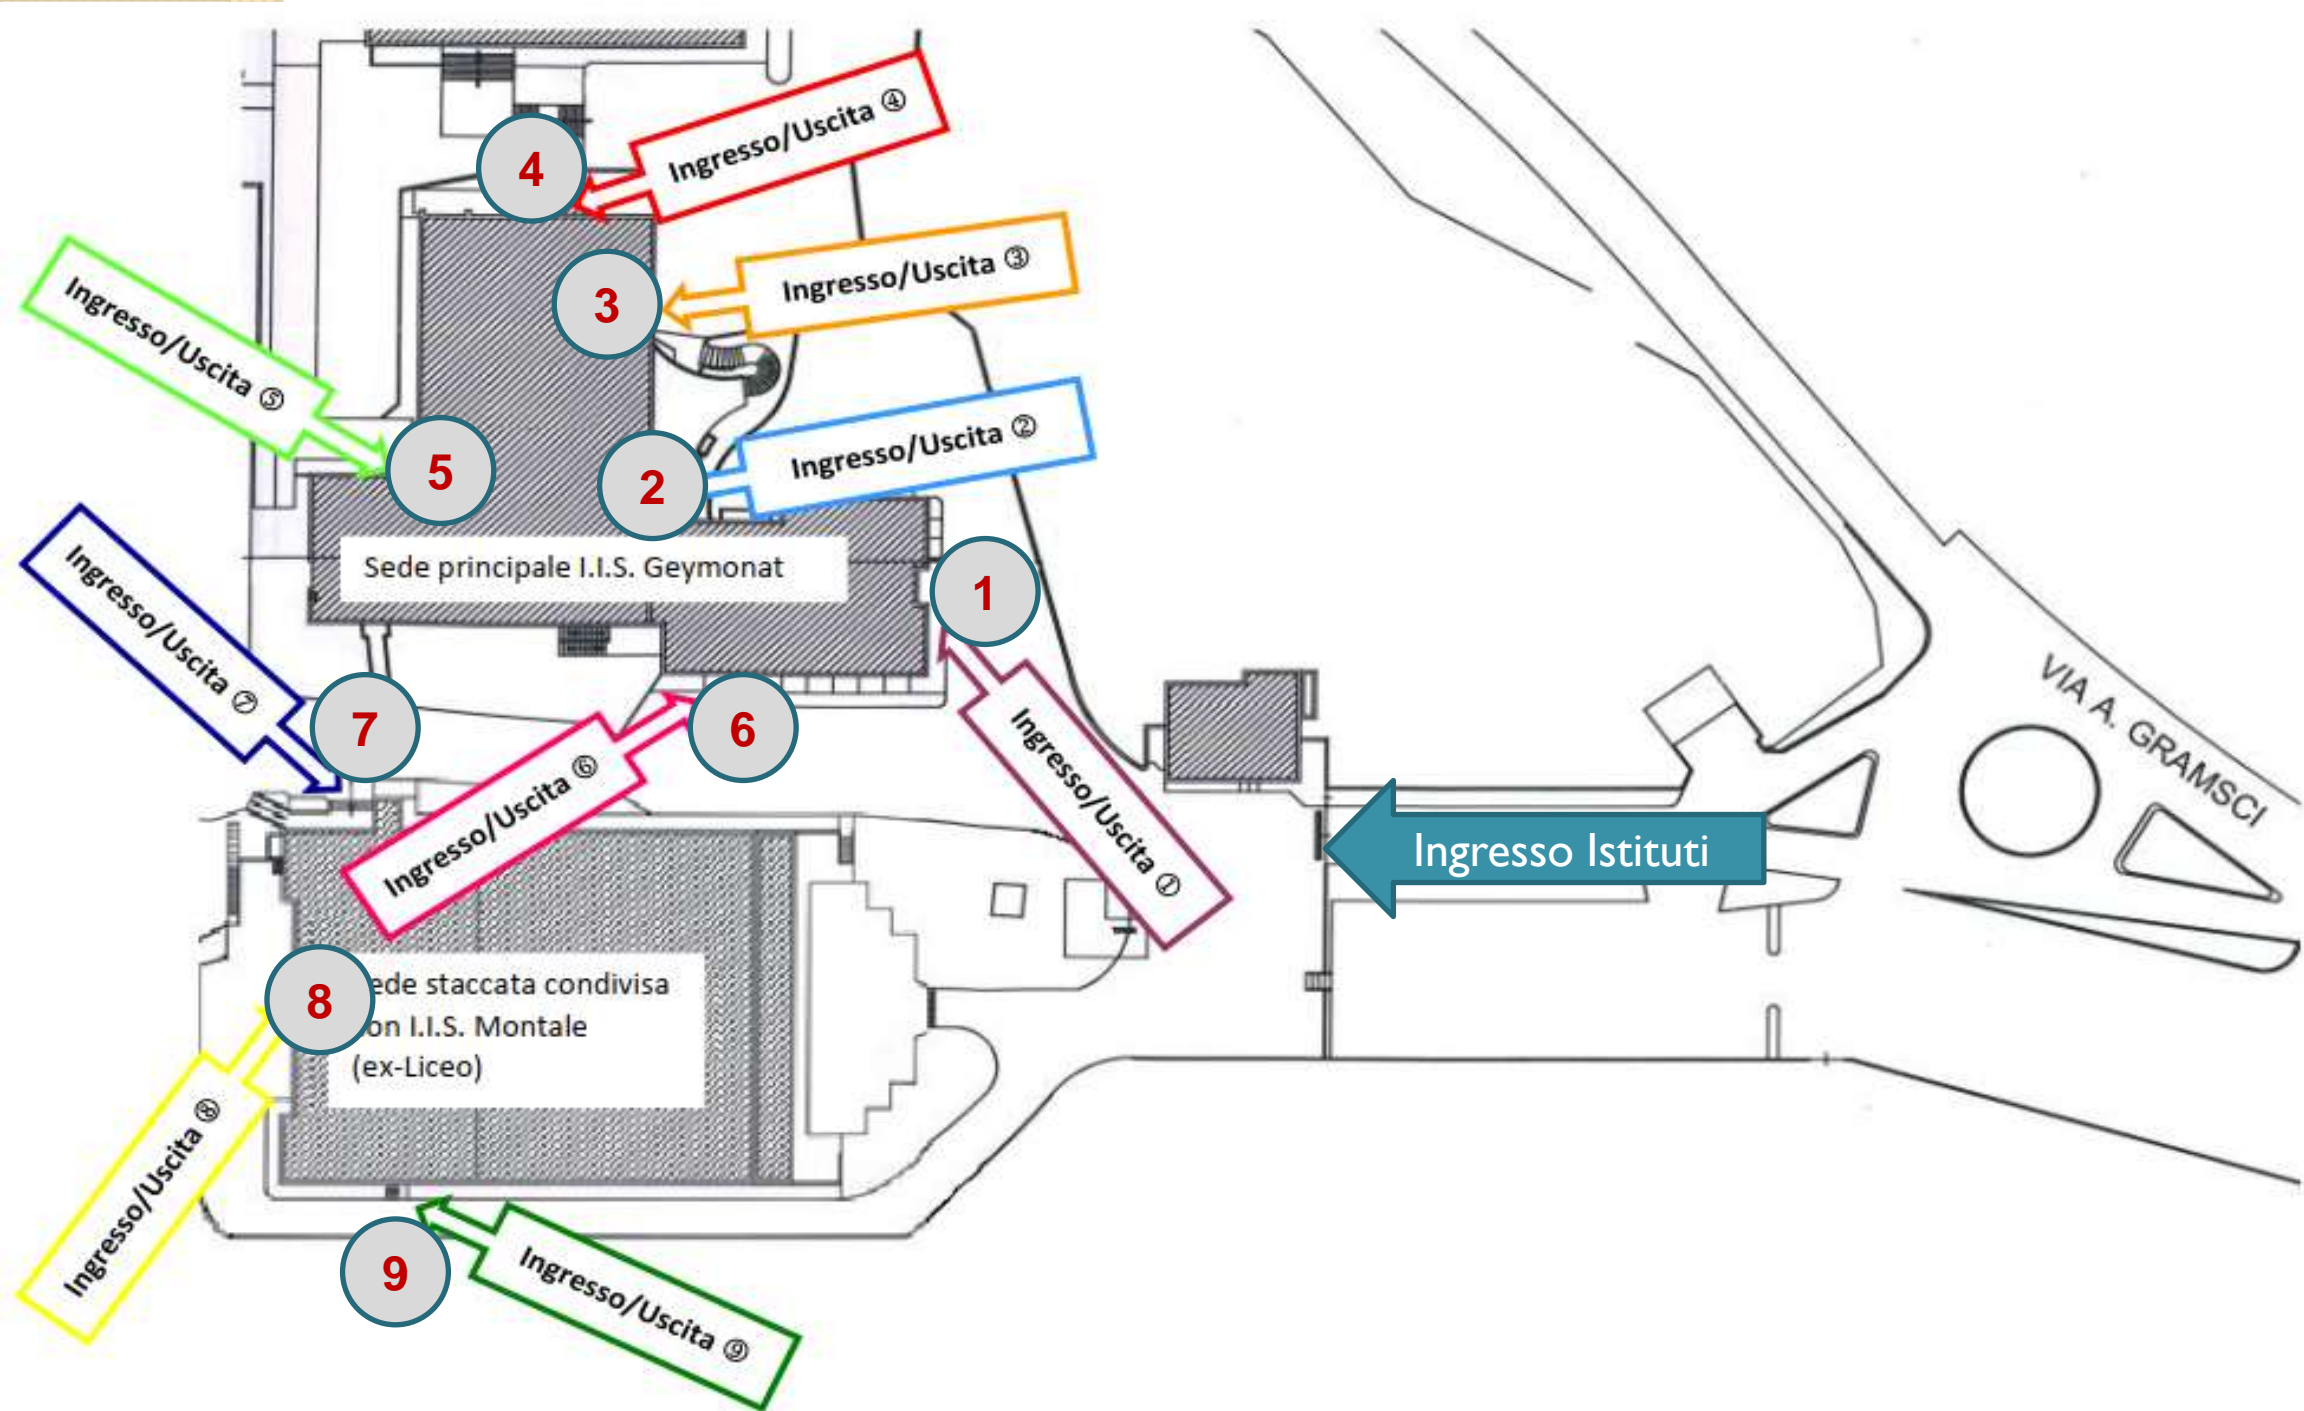 Ingresso/Uscita ④
4
Ingresso/Uscita ③
3
Ingresso/Uscita ⑤
5
Ingresso/Uscita ②
2
Sede principale I.I.S. Geymonat
1
Ingresso/Uscita ⑦
7
6
Ingresso/Uscita ⑥
Ingresso/Uscita ①
Ingresso Istituti
VIA A. GRAMSCI
8
ede staccata condivisa
on I.I.S. Montale
(ex-Liceo)
Ingresso/Uscita ⑧
9
Ingresso/Uscita ⑨